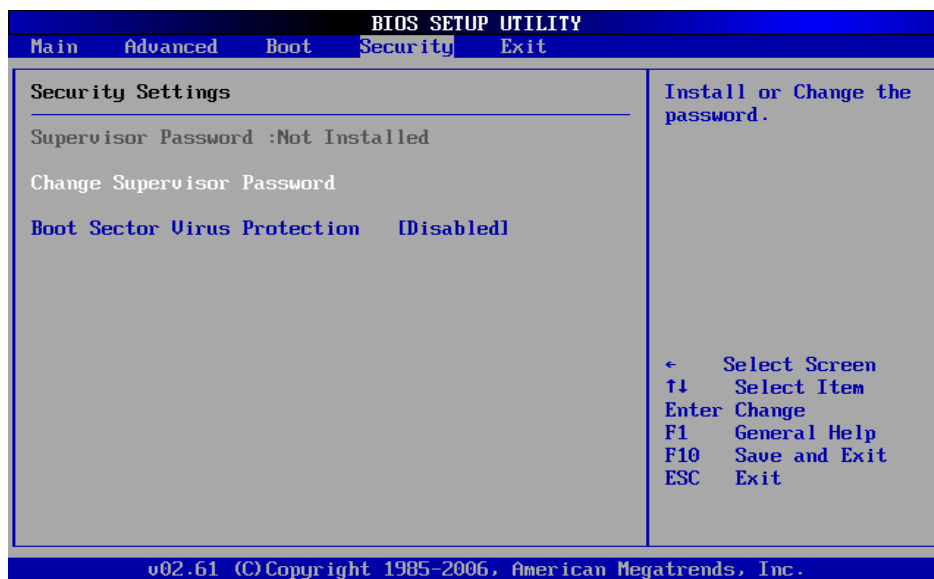 BIOS SETUP UTILITY
Main Advanced Boot Security Exit
Security Settings
Supervisor Password :Not Installed
Change Supervisor Password
Boot Sector Virus Protection [Disabled]
Install or Change the
password.
← Select Screen
↑↓ Select Item
Enter Change
F1 General Help
F10 Save and Exit
ESC Exit
v02.61 (C)Copyright 1985-2006, American Megatrends, Inc.